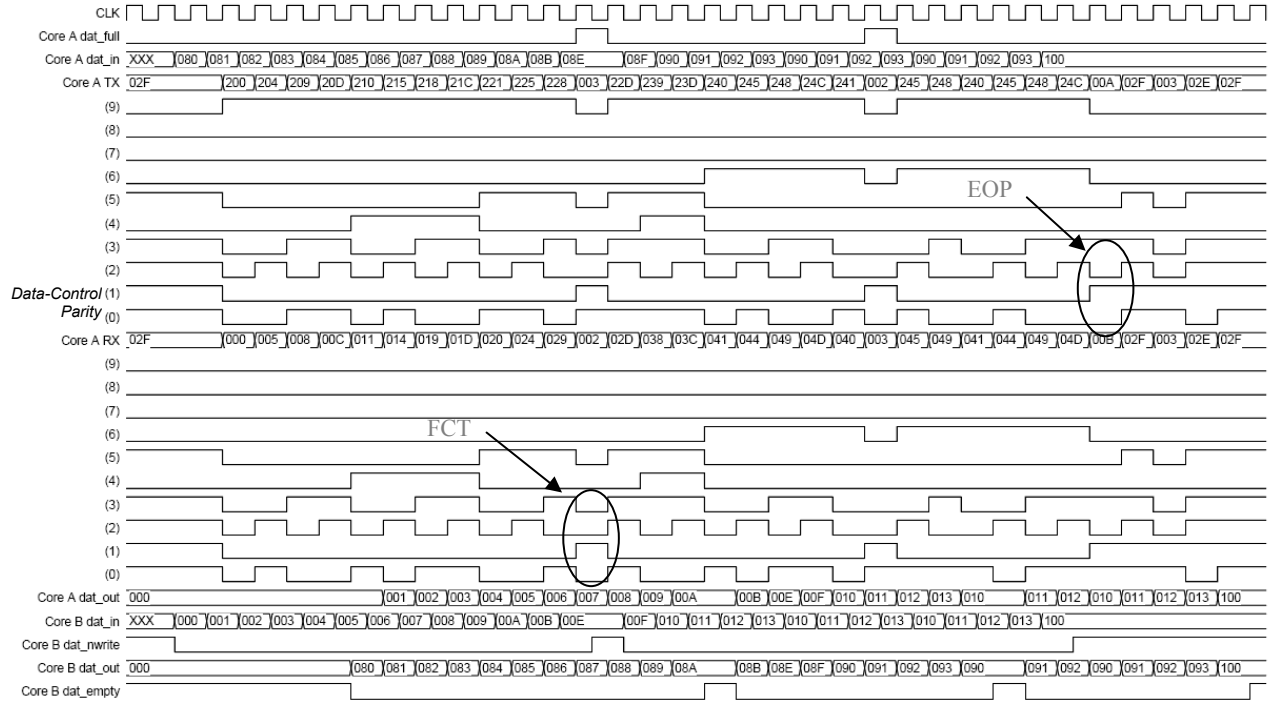 CLK
Core A dat_full
Core A dat_in XXX 080 081 082 083 084 085 086 087 088 089 08A 08B 08E 08F 090 091 092 093 090 091 092 093 090 091 092 093 100
Core A TX 02F 200 204 209 20D 210 215 218 21C 221 225 228 003 22D 239 23D 240 245 248 24C 241 002 245 248 240 245 248 24C 00A 02F 003 02E 02F
(9)
(8)
(7)
(6)
EOP
(5)
(4)
(3)
(2)
Data-Control (1)
Parity (0)
Core A RX 02F 000 005 008 00C 011 014 019 01D 020 024 029 002 02D 038 03C 041 044 049 04D 040 003 045 049 041 044 049 04D 00B 02F 003 02E 02F
(9)
(8)
(7)
(6)
FCT
(5)
(4)
(3)
(2)
(1)
(0)
Core A dat_out 000 001 002 003 004 005 006 007 008 009 00A 00B 00E 00F 010 011 012 013 010 011 012 010 011 012 013 100
Core B dat_in XXX 000 001 002 003 004 005 006 007 008 009 00A 00B 00E 00F 010 011 012 013 010 011 012 013 010 011 012 013 100
Core B dat_nwrite
Core B dat_out 000 080 081 082 083 084 085 086 087 088 089 08A 08B 08E 08F 090 091 092 093 090 091 092 090 091 092 093 100
Core B dat_empty